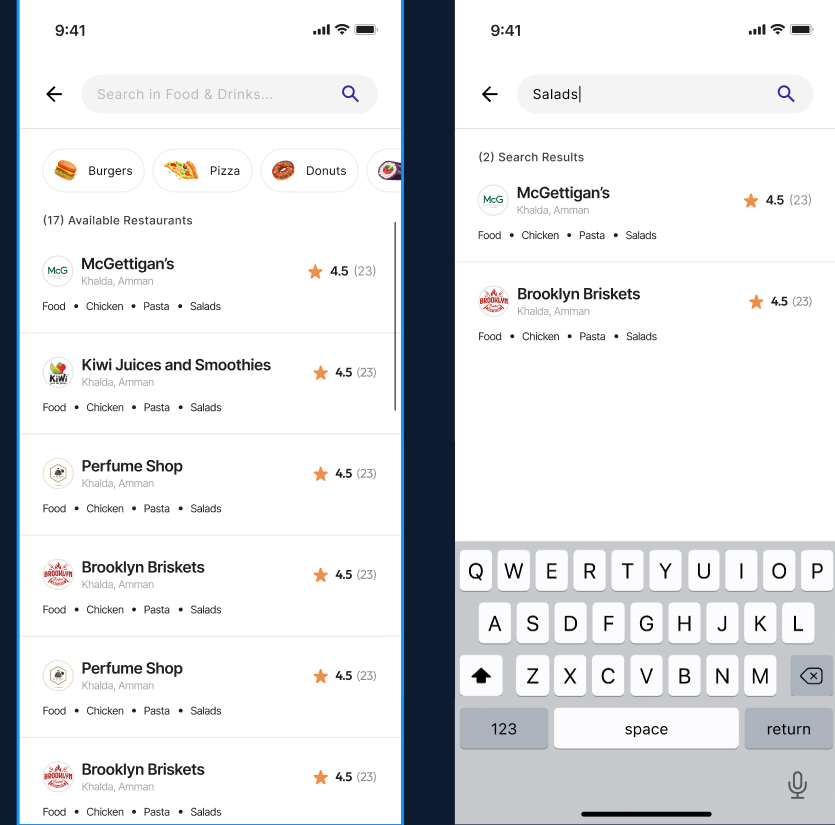 9:41
Search in Food & Drinks...
Burgers Pizza Donuts
(17) Available Restaurants
McG
McGettigan's
4.5 (23)
Khalda, Amman
Food • Chicken • Pasta • Salads
KiWi
Kiwi Juices and Smoothies
4.5 (23)
Khalda, Amman
Food • Chicken • Pasta • Salads
Perfume Shop
4.5 (23)
Khalda, Amman
Food • Chicken • Pasta • Salads
BROOKLYN
Brooklyn Briskets
4.5 (23)
Khalda, Amman
Food • Chicken • Pasta • Salads
Perfume Shop
4.5 (23)
Khalda, Amman
Food • Chicken • Pasta • Salads
BROOKLYN
Brooklyn Briskets
4.5 (23)
Khalda, Amman
Food • Chicken • Pasta • Salads
9:41
Salads
(2) Search Results
McG
McGettigan's
4.5 (23)
Khalda, Amman
Food • Chicken • Pasta • Salads
BROOKLYN
Brooklyn Briskets
4.5 (23)
Khalda, Amman
Food • Chicken • Pasta • Salads
Q W E R T Y U I O P
A S D F G H J K L
Z X C V B N M
123 space return